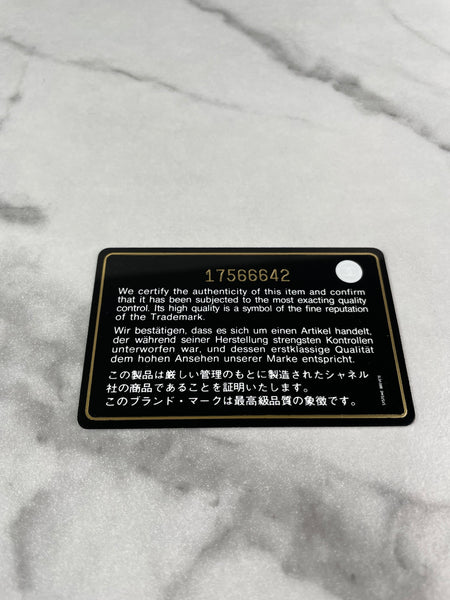 17566642
We certify the authenticity of this item and confirm
that it has been subjected to the most exacting quality
control. Its high quality is a symbol of the fine reputation
of the Trademark.
Wir bestätigen, dass es sich um einen Artikel handelt,
der während seiner Herstellung strengsten Kontrollen
unterworfen war, und dessen erstklassige Qualität
dem hohen Ansehen unserer Marke entspricht.
この製品は厳しい管理のもとに製造されたシャネル
社の商品であることを証明いたします。
このブランド・マークは最高級品質の象徴です。